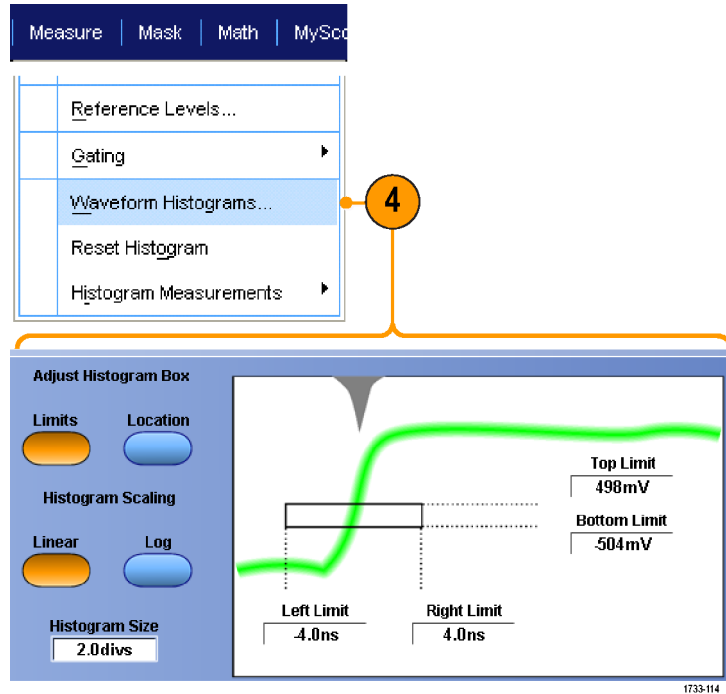 Measure | Mask | Math | MySco
Reference Levels...
Gating
Waveform Histograms...
4
Reset Histogram
Histogram Measurements
Adjust Histogram Box
Limits Location
Histogram Scaling
Linear Log
Histogram Size
2.0divs
Top Limit
498mV
Bottom Limit
-504mV
Left Limit Right Limit
-4.0ns 4.0ns
1733-114